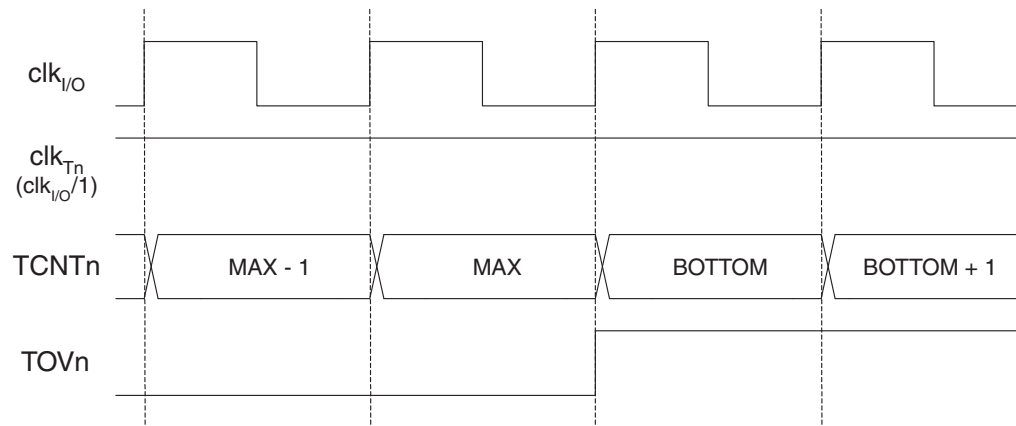 clkI/O
clkTn
(clkI/O/1)
TCNTn
MAX - 1
MAX
BOTTOM
BOTTOM + 1
TOVn